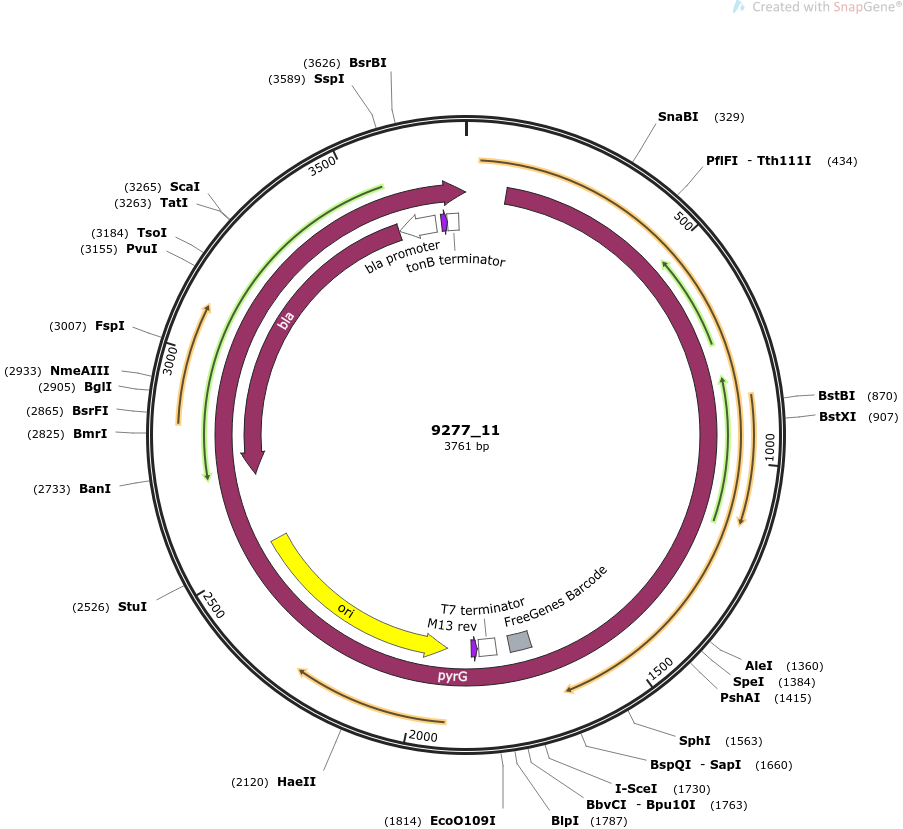 Created with SnapGene®
(3626) BsrBI
(3589) SspI
SnaBI (329)
PflFI - Tth111I (434)
3500
500
(3265) ScaI
(3263) TatI
(3184) TsoI
(3155) PvuI
bla promoter
tonB terminator
bla
(3007) FspI
3000
(2933) NmeAIII
(2905) BglI
(2865) BsrFI
(2825) BmrI
BstBI (870)
BstXI (907)
9277_11
3761 bp
1000
(2733) BanI
(2526) StuI
2500
ori
T7 terminator
M13 rev
FreeGenes Barcode
pyrG
1500
AleI (1360)
SpeI (1384)
PshAI (1415)
2000
SphI (1563)
BspQI - SapI (1660)
(2120) HaeII
I-SceI (1730)
BbvCI - Bpu10I (1763)
(1814) EcoO109I
BlpI (1787)